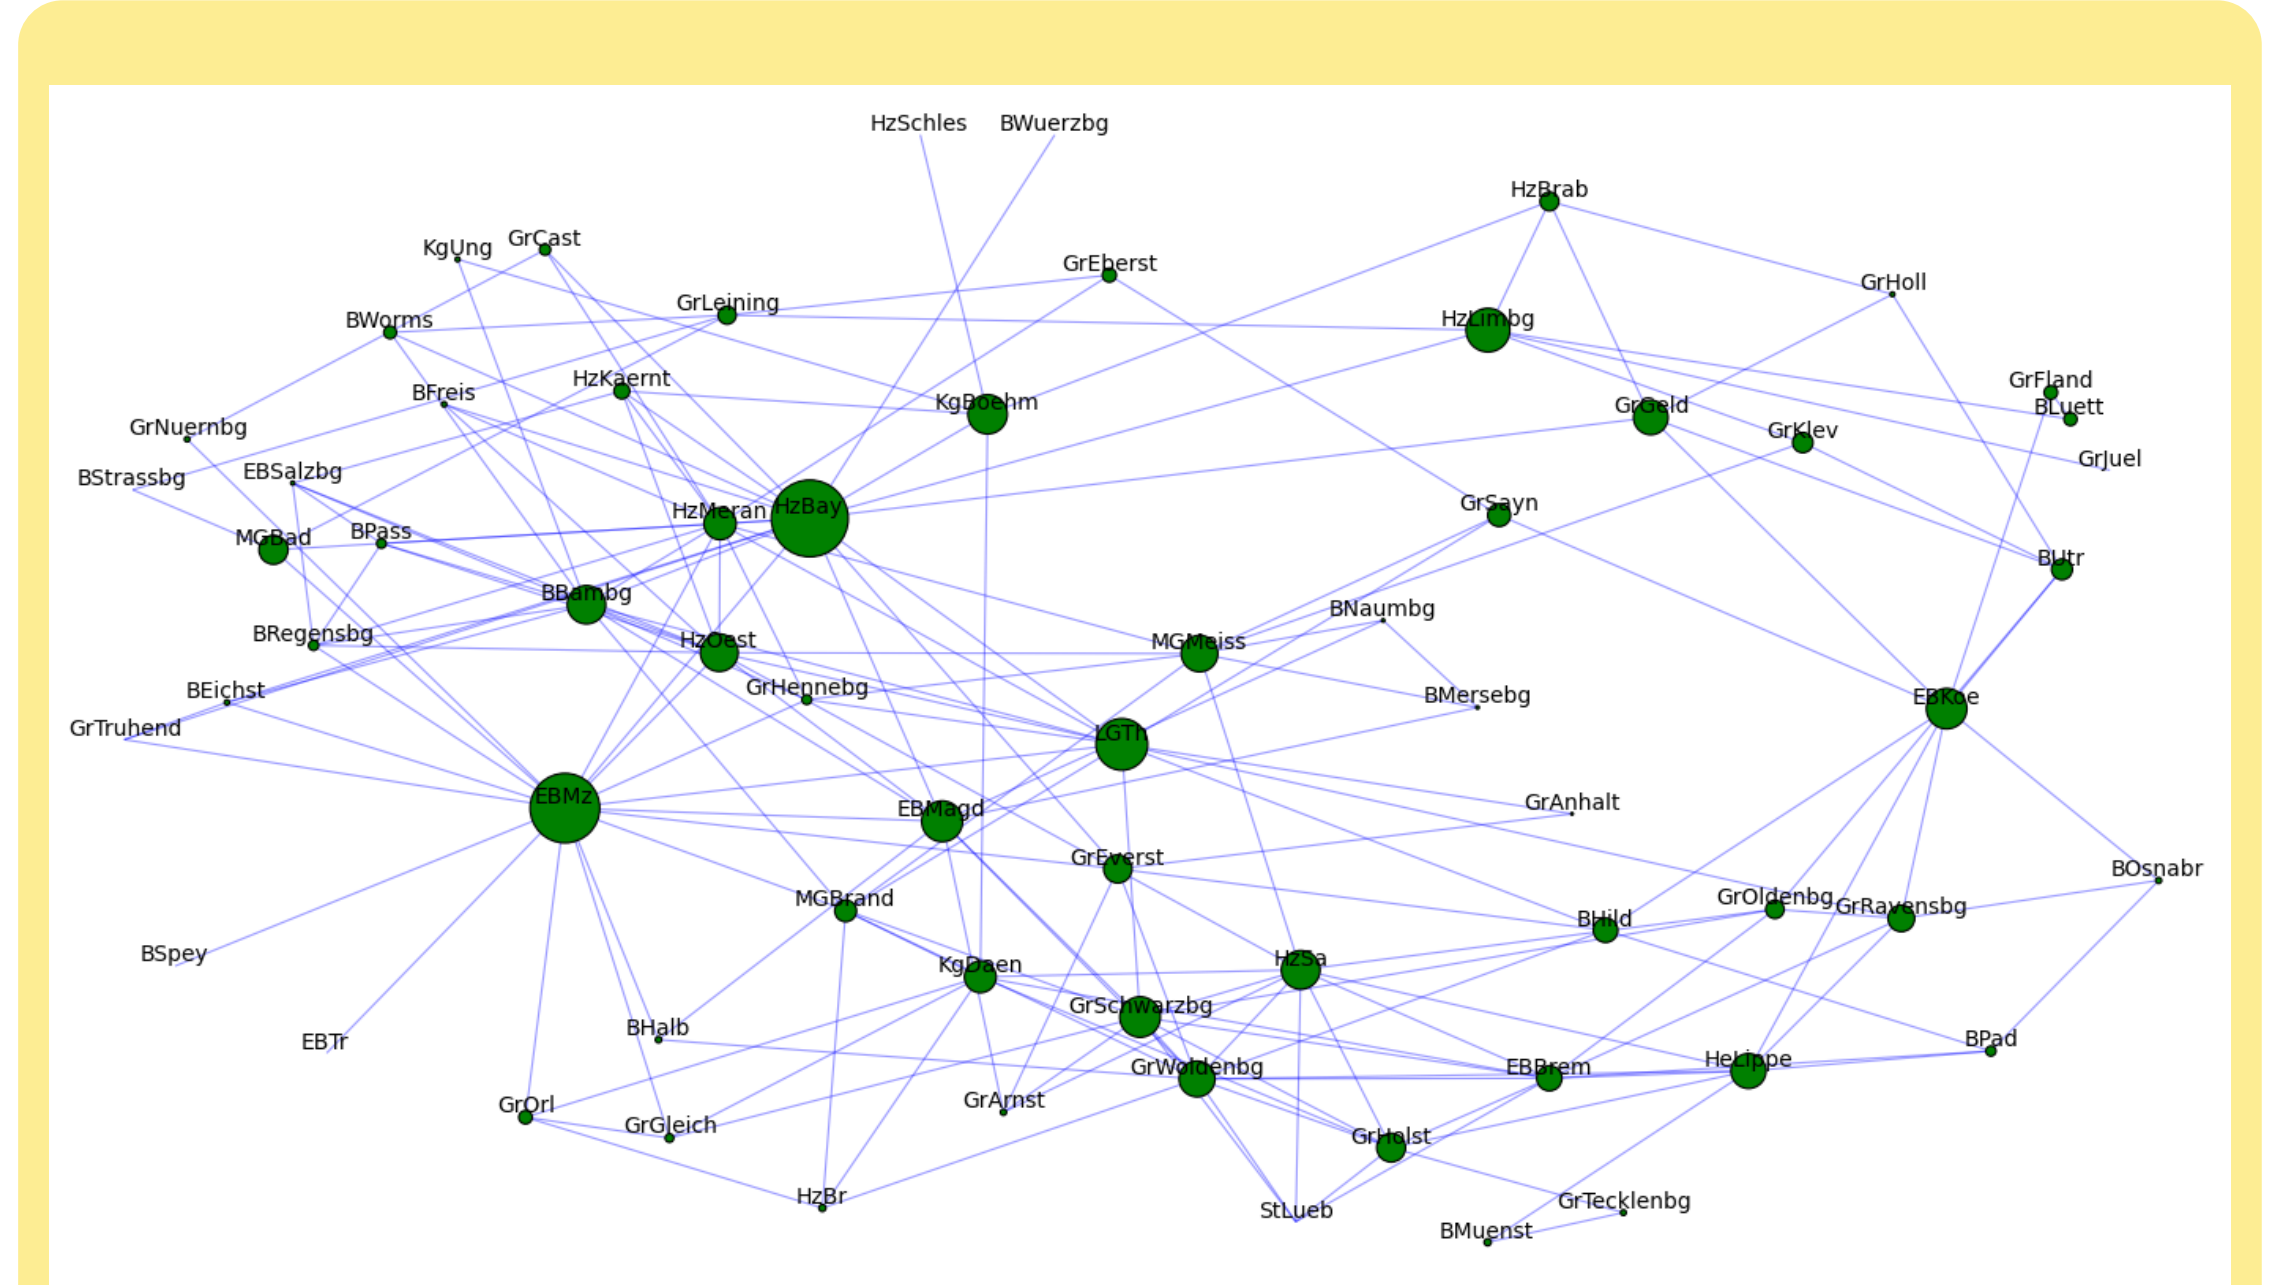 HzSchles BWuerzbg
HzBrab
KgUng GrCast
GrEberst
GrHoll
GrLeining
BWorms
HzLimbg
HzKaernt
GrFland
BFreis
KgBoehm
GrGeld
BLuett
GrNuernbg
GrKlev
GrJuel
BStrassbg
EBSalzbg
HzMeran
HzBay
GrSayn
MGBad
BPass
BUtr
BBambg
BNaumbg
BRegensbg
HzOest
MGMeiss
GrHennebg
BEichst
BMersebg
EBKoe
GrTruhend
LGTh
EBMz
EBMagd
GrAnhalt
GrEverst
BOsnabr
MGBrand
GrOldenbg
GrRavensbg
BHild
BSpey
KgDaen
HzSa
GrSchwarzbg
EBTr
BHalb
BPad
GrWoldenbg
EBBrem
HeLippe
GrOrl
GrArnst
GrGleich
GrHolst
HzBr
StLueb
GrTecklenbg
BMuenst